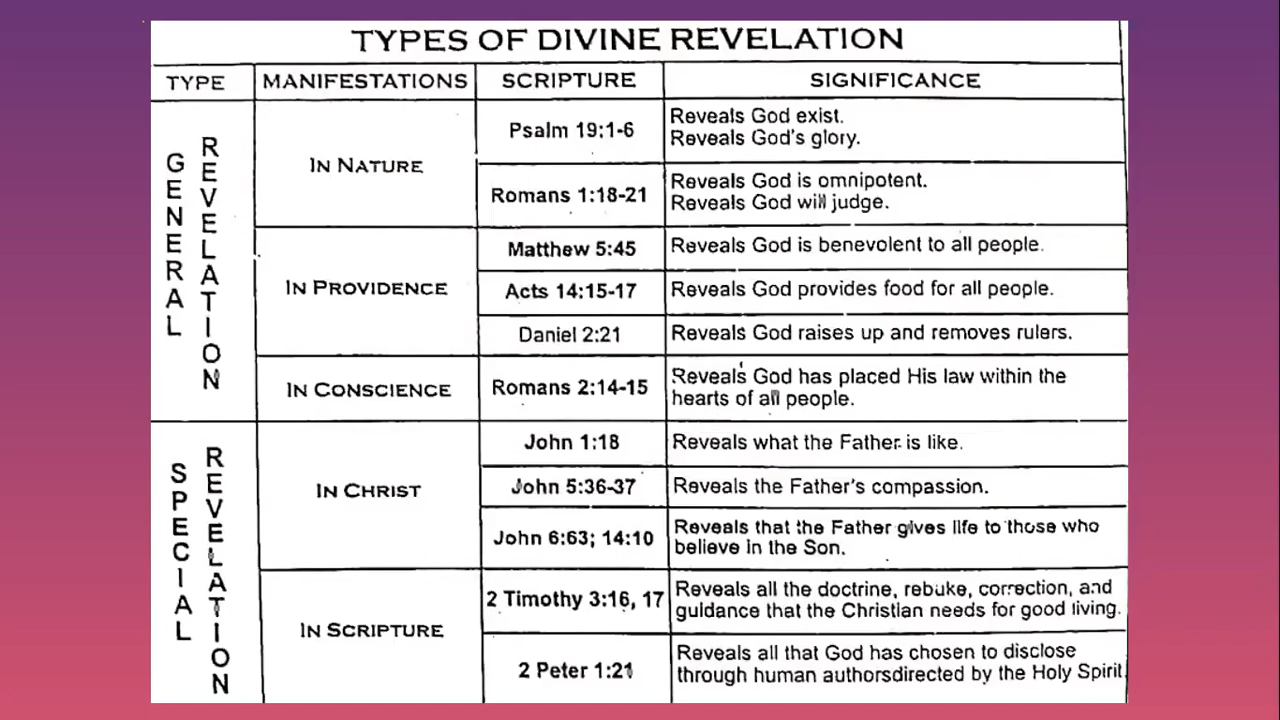 TYPES OF DIVINE REVELATION
TYPE MANIFESTATIONS SCRIPTURE SIGNIFICANCE
GENERAL REVELATION
IN NATURE
Psalm 19:1-6
Reveals God exist.
Reveals God's glory.
Romans 1:18-21
Reveals God is omnipotent.
Reveals God will judge.
IN PROVIDENCE
Matthew 5:45
Reveals God is benevolent to all people.
Acts 14:15-17
Reveals God provides food for all people.
Daniel 2:21
Reveals God raises up and removes rulers.
IN CONSCIENCE
Romans 2:14-15
Reveals God has placed His law within the
hearts of all people.
SPECIAL REVELATION
IN CHRIST
John 1:18
Reveals what the Father is like.
John 5:36-37
Reveals the Father's compassion.
John 6:63; 14:10
Reveals that the Father gives life to those who
believe in the Son.
IN SCRIPTURE
2 Timothy 3:16, 17
Reveals all the doctrine, rebuke, correction, and
guidance that the Christian needs for good living.
2 Peter 1:21
Reveals all that God has chosen to disclose
through human authorsdirected by the Holy Spirit